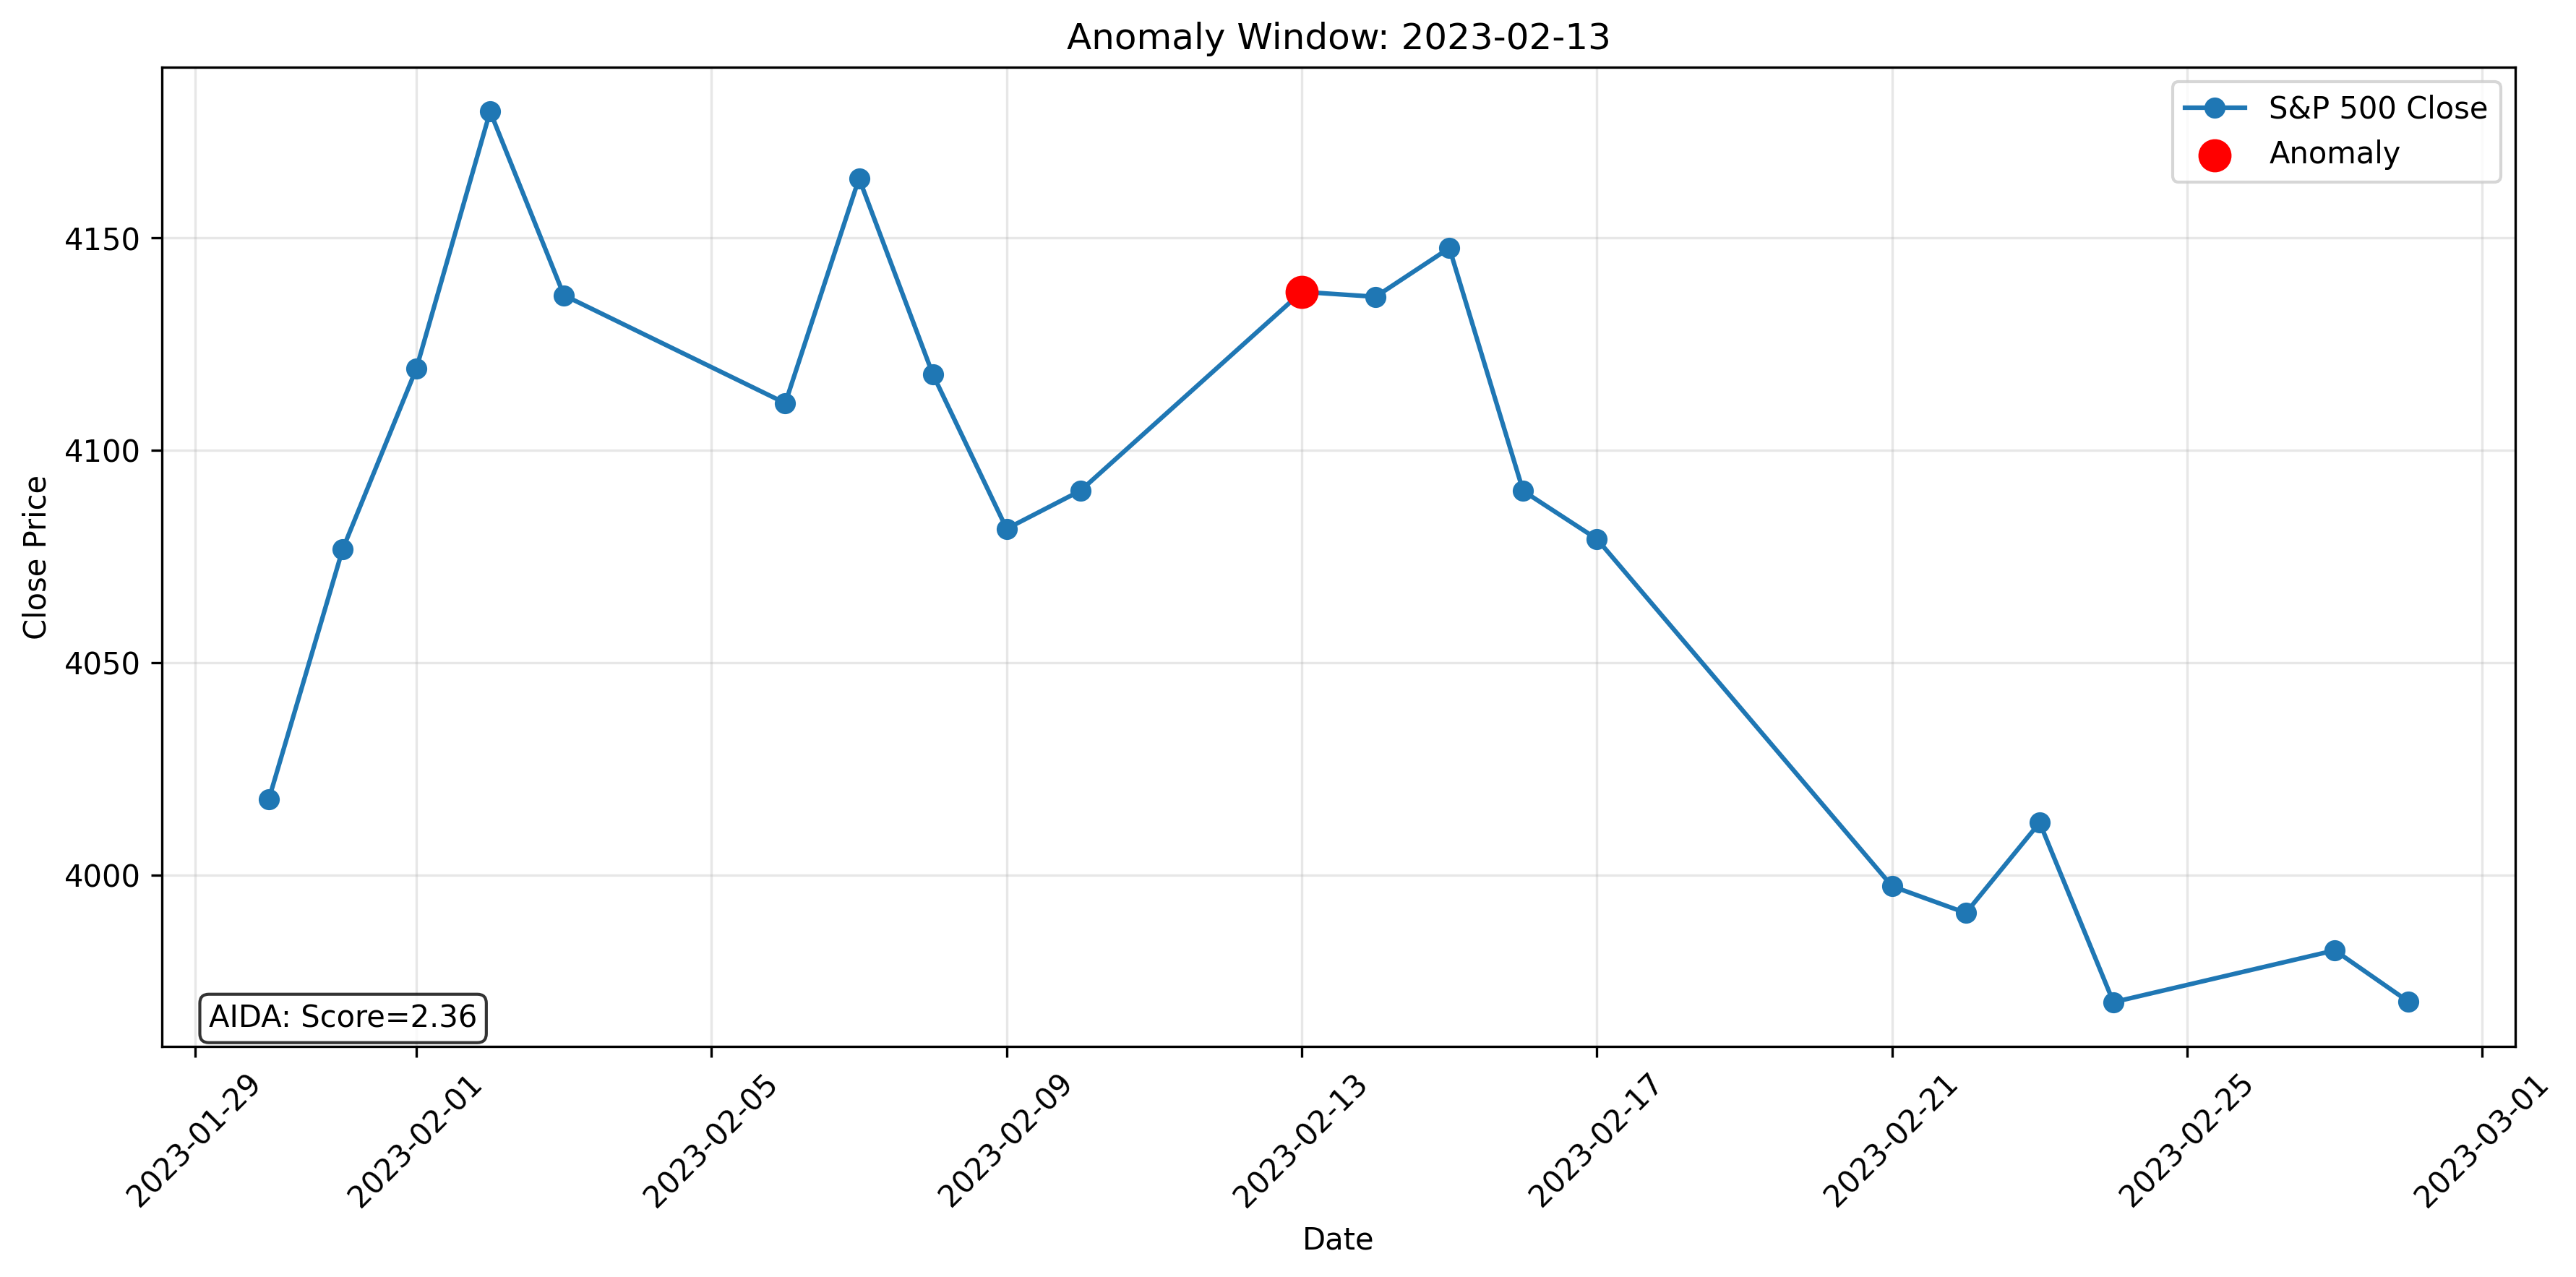 Anomaly Window: 2023-02-13
S&P 500 Close
Anomaly
Close Price
4150
4100
4050
4000
AIDA: Score=2.36
2023-01-29
2023-02-01
2023-02-05
2023-02-09
2023-02-13
2023-02-17
2023-02-21
2023-02-25
2023-03-01
Date